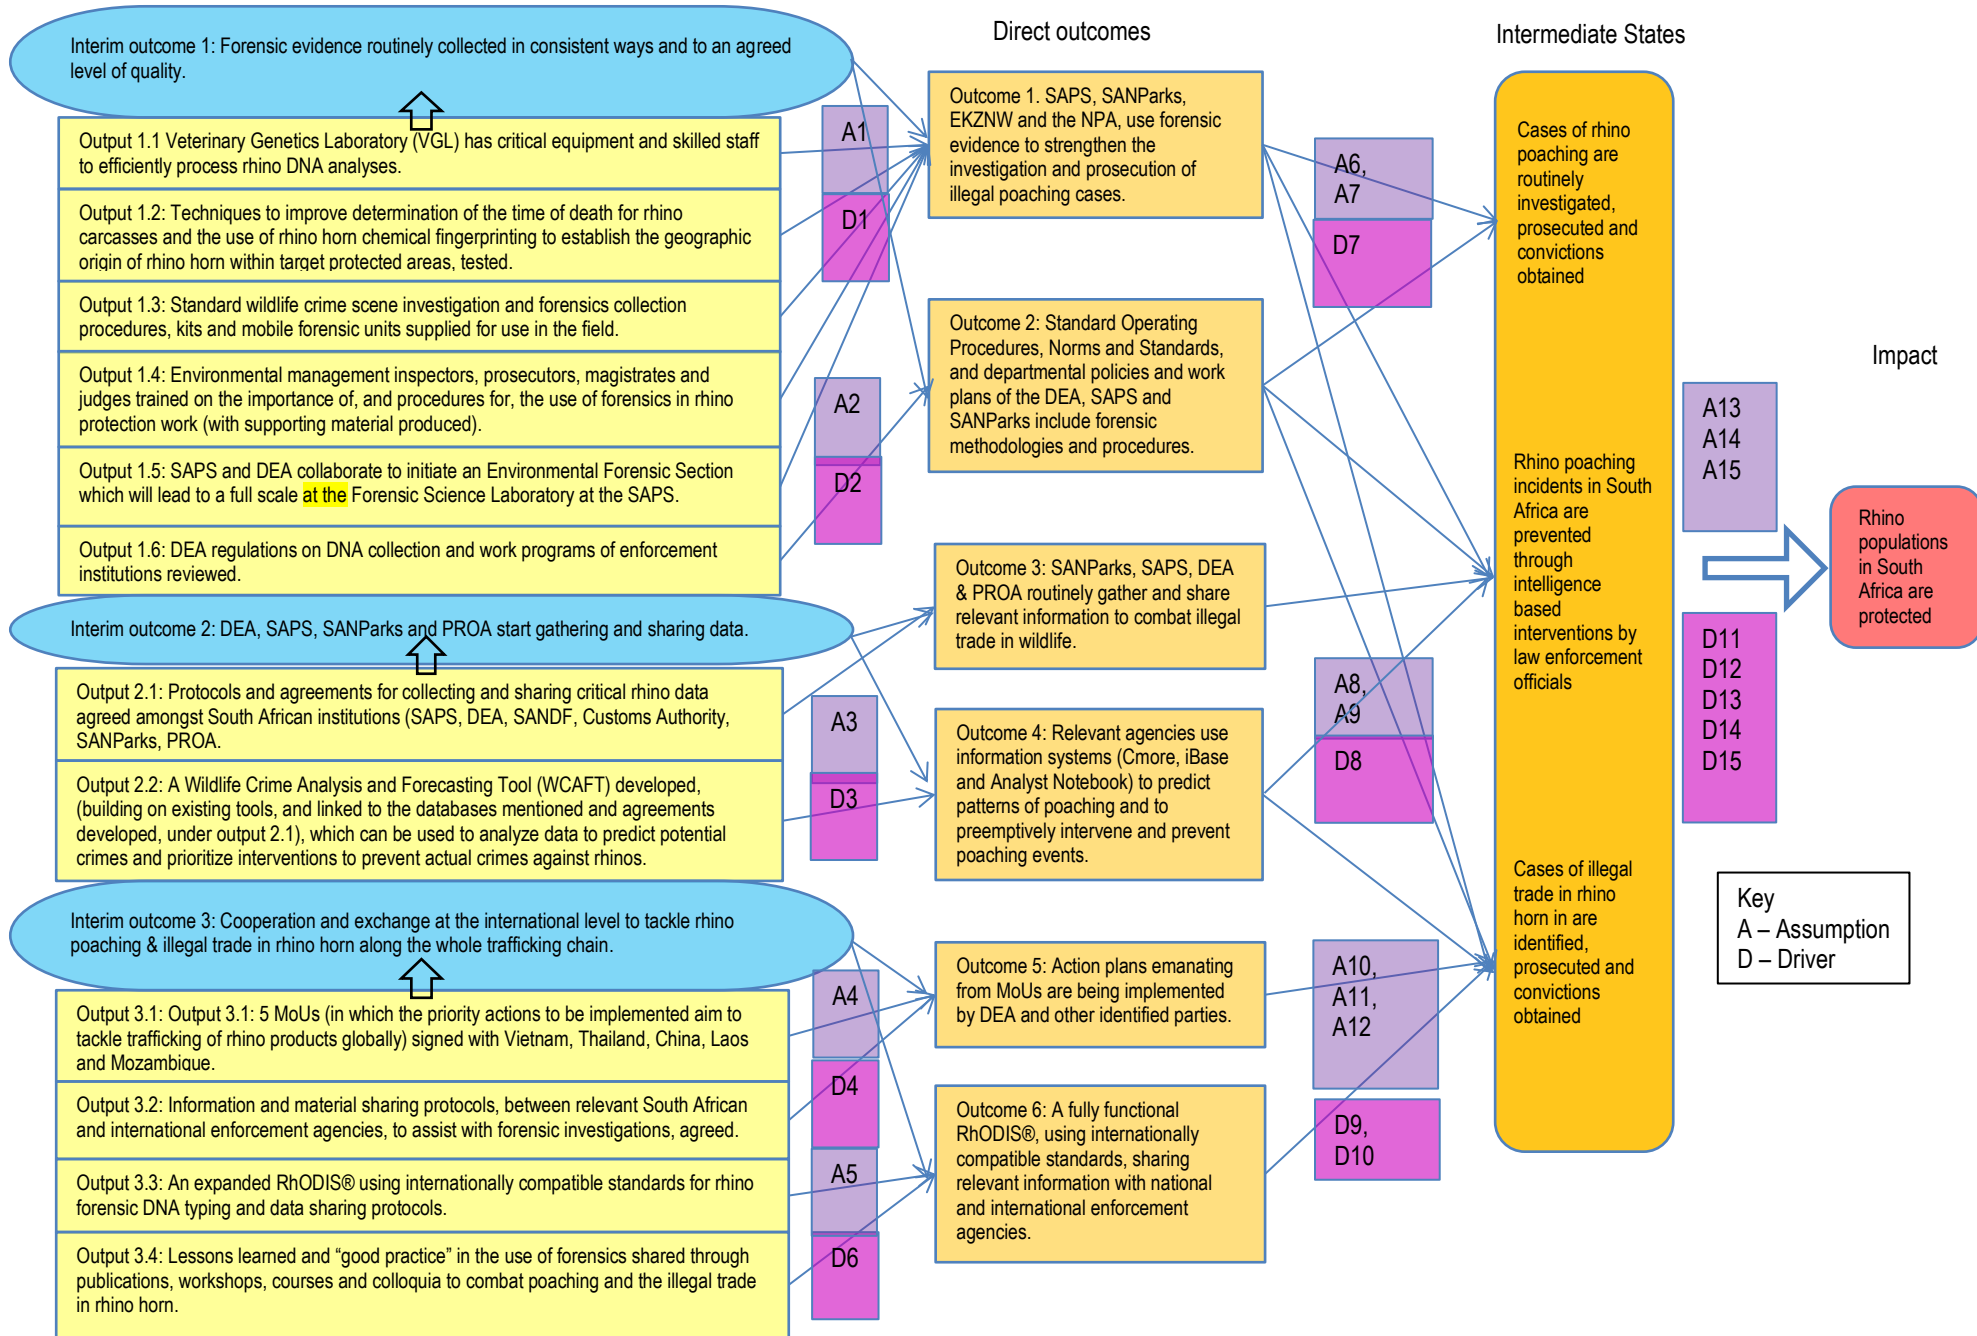 Interim outcome 1: Forensic evidence routinely collected in consistent ways and to an agreed
level of quality.
Output 1.1 Veterinary Genetics Laboratory (VGL) has critical equipment and skilled staff
to efficiently process rhino DNA analyses.
Output 1.2: Techniques to improve determination of the time of death for rhino
carcasses and the use of rhino horn chemical fingerprinting to establish the geographic
origin of rhino horn within target protected areas, tested.
Output 1.3: Standard wildlife crime scene investigation and forensics collection
procedures, kits and mobile forensic units supplied for use in the field.
Output 1.4: Environmental management inspectors, prosecutors, magistrates and
judges trained on the importance of, and procedures for, the use of forensics in rhino
protection work (with supporting material produced).
Output 1.5: SAPS and DEA collaborate to initiate an Environmental Forensic Section
which will lead to a full scale at the Forensic Science Laboratory at the SAPS.
Output 1.6: DEA regulations on DNA collection and work programs of enforcement
institutions reviewed.
Interim outcome 2: DEA, SAPS, SANParks and PROA start gathering and sharing data.
Output 2.1: Protocols and agreements for collecting and sharing critical rhino data
agreed amongst South African institutions (SAPS, DEA, SANDF, Customs Authority,
SANParks, PROA.
Output 2.2: A Wildlife Crime Analysis and Forecasting Tool (WCAFT) developed,
(building on existing tools, and linked to the databases mentioned and agreements
developed, under output 2.1), which can be used to analyze data to predict potential
crimes and prioritize interventions to prevent actual crimes against rhinos.
Interim outcome 3: Cooperation and exchange at the international level to tackle rhino
poaching & illegal trade in rhino horn along the whole trafficking chain.
Output 3.1: Output 3.1: 5 MoUs (in which the priority actions to be implemented aim to
tackle trafficking of rhino products globally) signed with Vietnam, Thailand, China, Laos
and Mozambique.
Output 3.2: Information and material sharing protocols, between relevant South African
and international enforcement agencies, to assist with forensic investigations, agreed.
Output 3.3: An expanded RhODIS® using internationally compatible standards for rhino
forensic DNA typing and data sharing protocols.
Output 3.4: Lessons learned and “good practice” in the use of forensics shared through
publications, workshops, courses and colloquia to combat poaching and the illegal trade
in rhino horn.
A1
D1
A2
D2
A3
D3
A4
D4
A5
D6
Direct outcomes
Outcome 1. SAPS, SANParks,
EKZNW and the NPA, use forensic
evidence to strengthen the
investigation and prosecution of
illegal poaching cases.
Outcome 2: Standard Operating
Procedures, Norms and Standards,
and departmental policies and work
plans of the DEA, SAPS and
SANParks include forensic
methodologies and procedures.
Outcome 3: SANParks, SAPS, DEA
& PROA routinely gather and share
relevant information to combat illegal
trade in wildlife.
Outcome 4: Relevant agencies use
information systems (Cmore, iBase
and Analyst Notebook) to predict
patterns of poaching and to
preemptively intervene and prevent
poaching events.
Outcome 5: Action plans emanating
from MoUs are being implemented
by DEA and other identified parties.
Outcome 6: A fully functional
RhODIS®, using internationally
compatible standards, sharing
relevant information with national
and international enforcement
agencies.
A6,
A7
D7
A8,
A9
D8
A10,
A11,
A12
D9,
D10
Intermediate States
Cases of rhino
poaching are
routinely
investigated,
prosecuted and
convictions
obtained
Rhino poaching
incidents in South
Africa are
prevented
through
intelligence
based
interventions by
law enforcement
officials
Cases of illegal
trade in rhino
horn in are
identified,
prosecuted and
convictions
obtained
A13
A14
A15
D11
D12
D13
D14
D15
Impact
Rhino
populations
in South
Africa are
protected
Key
A – Assumption
D – Driver